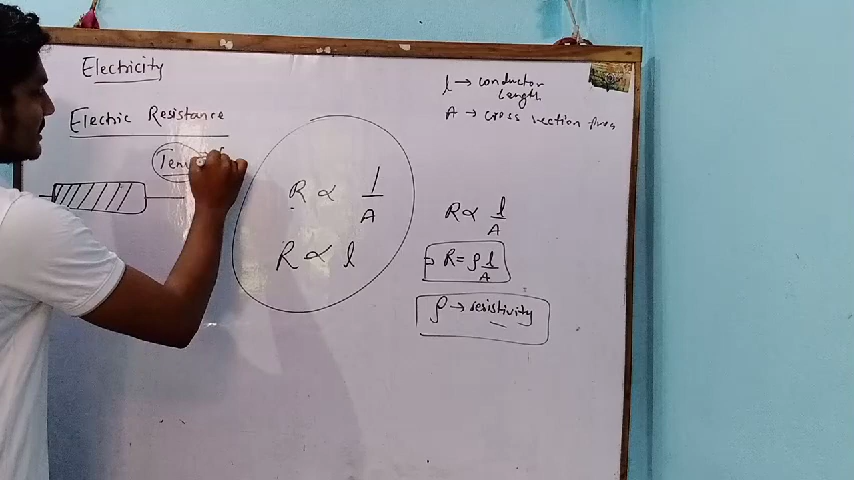 Electricity
Electric Resistance
R ∝ 1/A
R ∝ l
l → conductor
length
A → cross section Area
R ∝ l/A
R = ρ l/A
ρ → resistivity